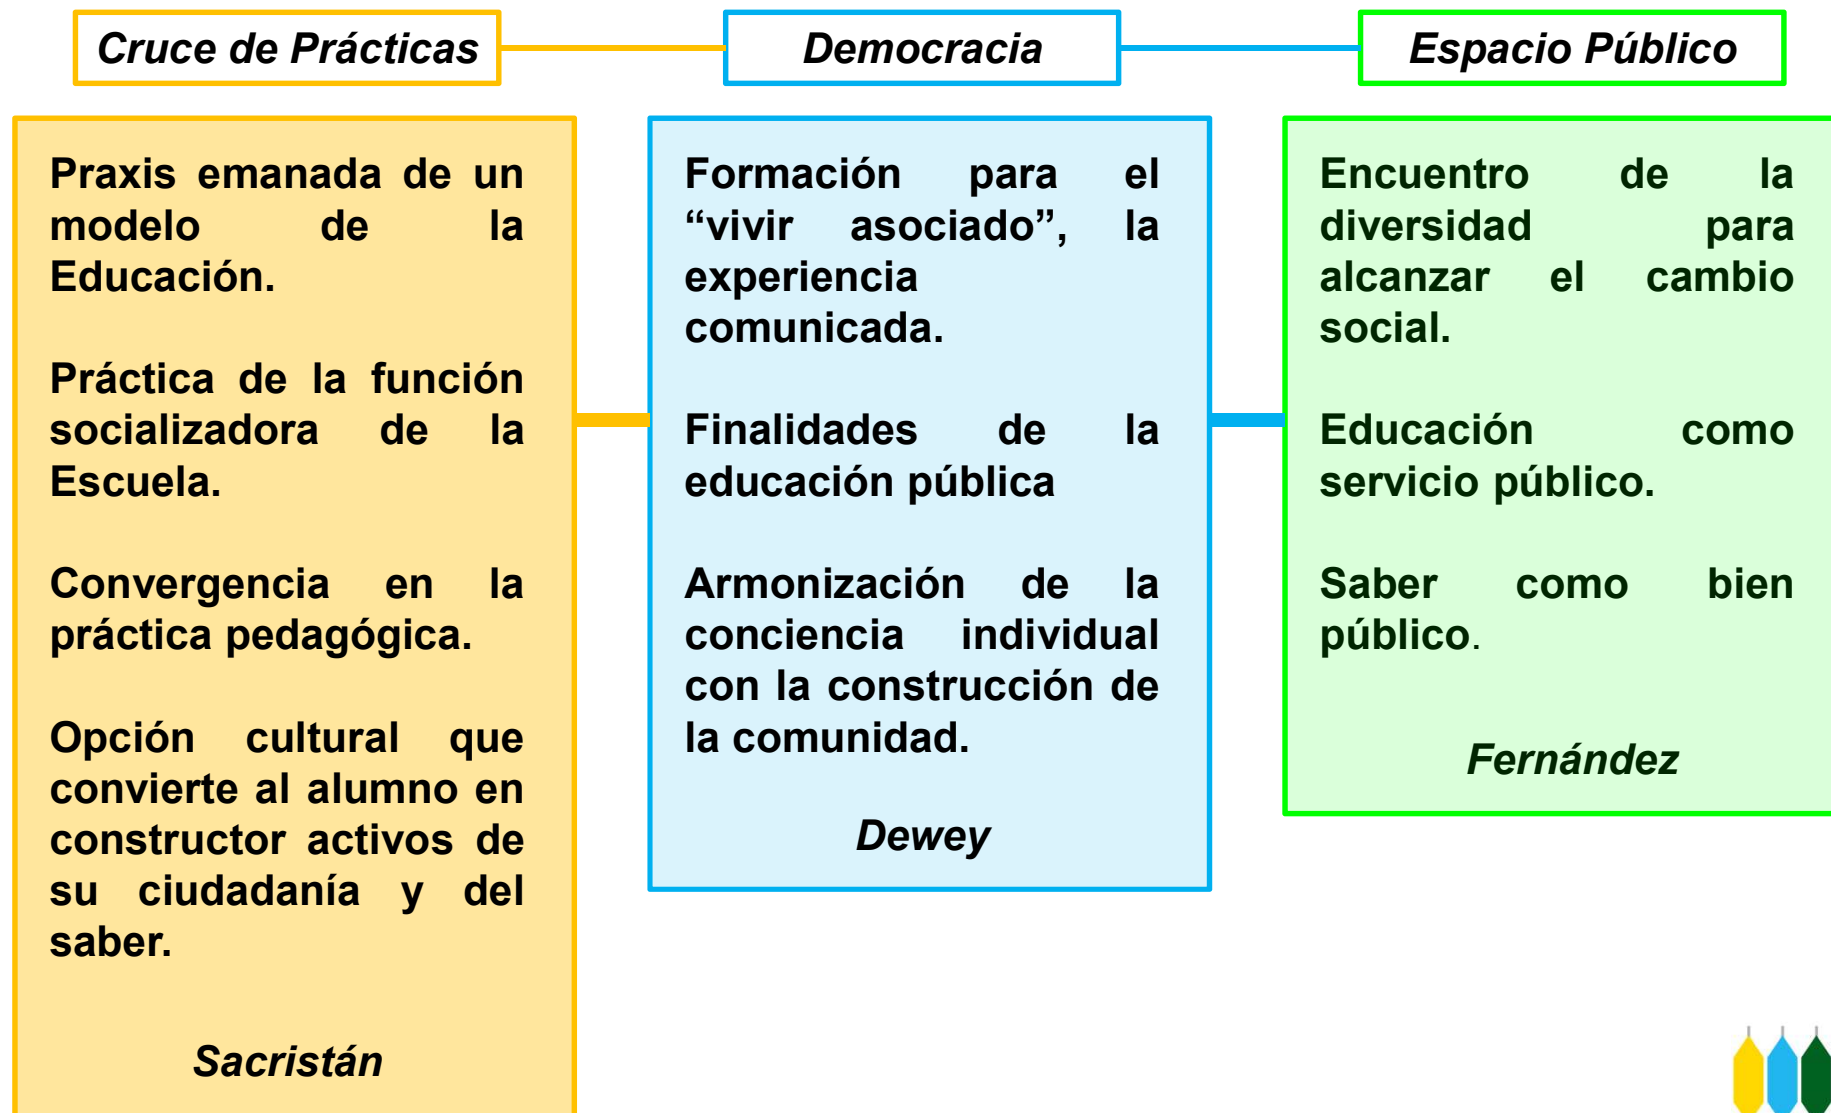 Cruce de Prácticas
Democracia
Espacio Público
Praxis emanada de un
modelo de la
Educación.
Práctica de la función
socializadora de la
Escuela.
Convergencia en la
práctica pedagógica.
Opción cultural que
convierte al alumno en
constructor activos de
su ciudadanía y del
saber.
Sacristán
Formación para el
“vivir asociado”, la
experiencia
comunicada.
Finalidades de la
educación pública
Armonización de la
conciencia individual
con la construcción de
la comunidad.
Dewey
Encuentro de la
diversidad para
alcanzar el cambio
social.
Educación como
servicio público.
Saber como bien
público.
Fernández